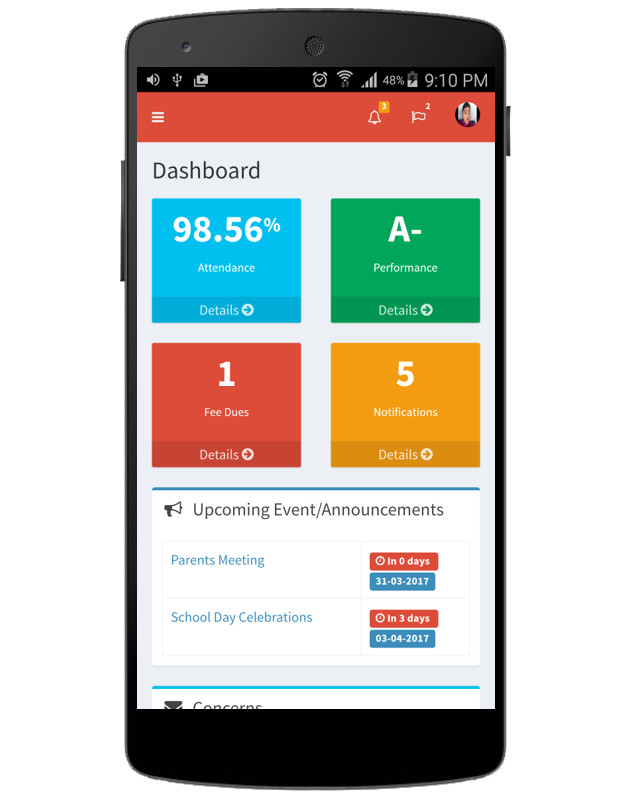 48% 9:10 PM
3 2
Dashboard
98.56%
Attendance
Details
A-
Performance
Details
1
Fee Dues
Details
5
Notifications
Details
Upcoming Event/Announcements
Parents Meeting
In 0 days
31-03-2017
School Day Celebrations
In 3 days
03-04-2017
Concerns